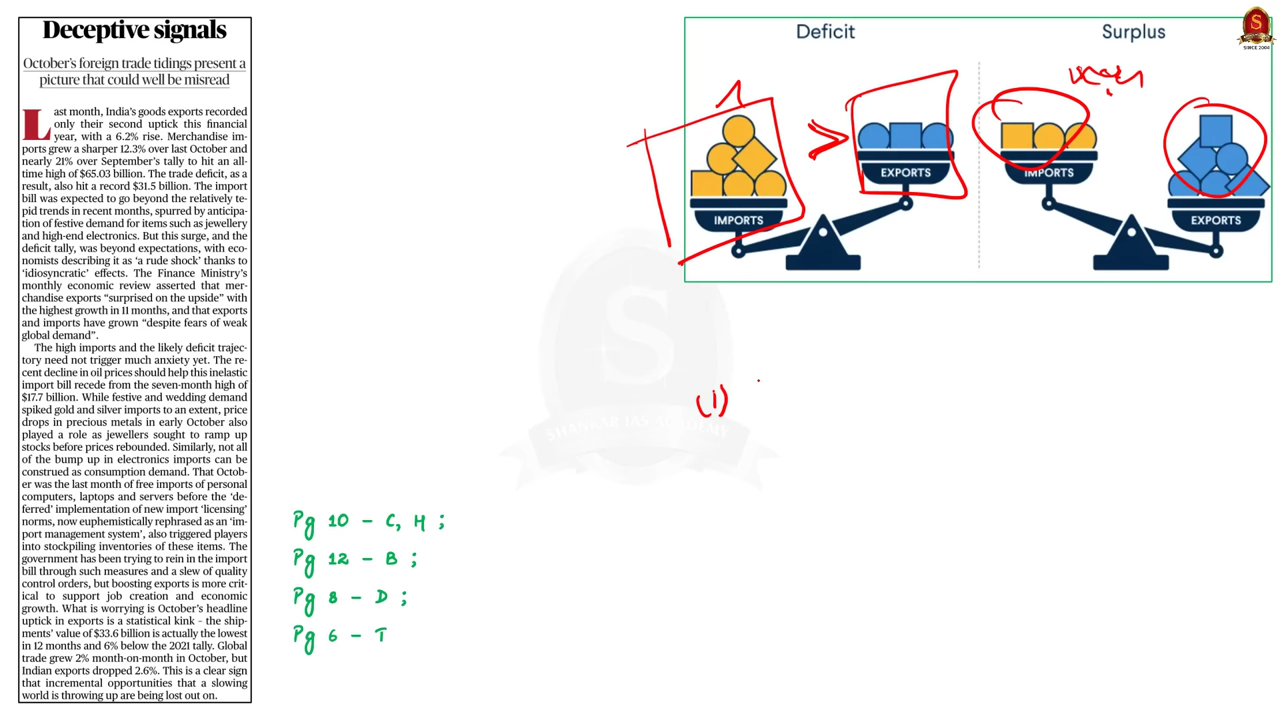 Deceptive signals
October's foreign trade tidings present a
picture that could well be misread
Last month, India's goods exports recorded
only their second uptick this financial
year, with a 6.2% rise. Merchandise im-
ports grew a sharper 12.3% over last October and
nearly 21% over September's tally to hit an all-
time high of $65.03 billion. The trade deficit, as a
result, also hit a record $31.5 billion. The import
bill was expected to go beyond the relatively te-
pid trends in recent months, spurred by anticipa-
tion of festive demand for items such as jewellery
and high-end electronics. But this surge, and the
deficit tally, was beyond expectations, with eco-
nomists describing it as 'a rude shock' thanks to
'idiosyncratic' effects. The Finance Ministry's
monthly economic review asserted that mer-
chandise exports "surprised on the upside" with
the highest growth in 11 months, and that exports
and imports have grown "despite fears of weak
global demand".
The high imports and the likely deficit trajec-
tory need not trigger much anxiety yet. The re-
cent decline in oil prices should help this inelastic
import bill recede from the seven-month high of
$17.7 billion. While festive and wedding demand
spiked gold and silver imports to an extent, price
drops in precious metals in early October also
played a role as jewellers sought to ramp up
stocks before prices rebounded. Similarly, not all
of the bump up in electronics imports can be
construed as consumption demand. That Octob-
er was the last month of free imports of personal
computers, laptops and servers before the 'de-
ferred' implementation of new import 'licensing'
norms, now euphemistically rephrased as an 'im-
port management system', also triggered players
into stockpiling inventories of these items. The
government has been trying to rein in the import
bill through such measures and a slew of quality
control orders, but boosting exports is more crit-
ical to support job creation and economic
growth. What is worrying is October's headline
uptick in exports is a statistical kink – the ship-
ments' value of $33.6 billion is actually the lowest
in 12 months and 6% below the 2021 tally. Global
trade grew 2% month-on-month in October, but
Indian exports dropped 2.6%. This is a clear sign
that incremental opportunities that a slowing
world is throwing up are being lost out on.
Pg 10 - C, H ;
Pg 12 - B ;
Pg 8 - D ;
Pg 6 - T
Deficit
Surplus
EXPORTS
IMPORTS
IMPORTS
EXPORTS
(1)
SHANKAR IAS ACADEMY
S
SINCE 2004